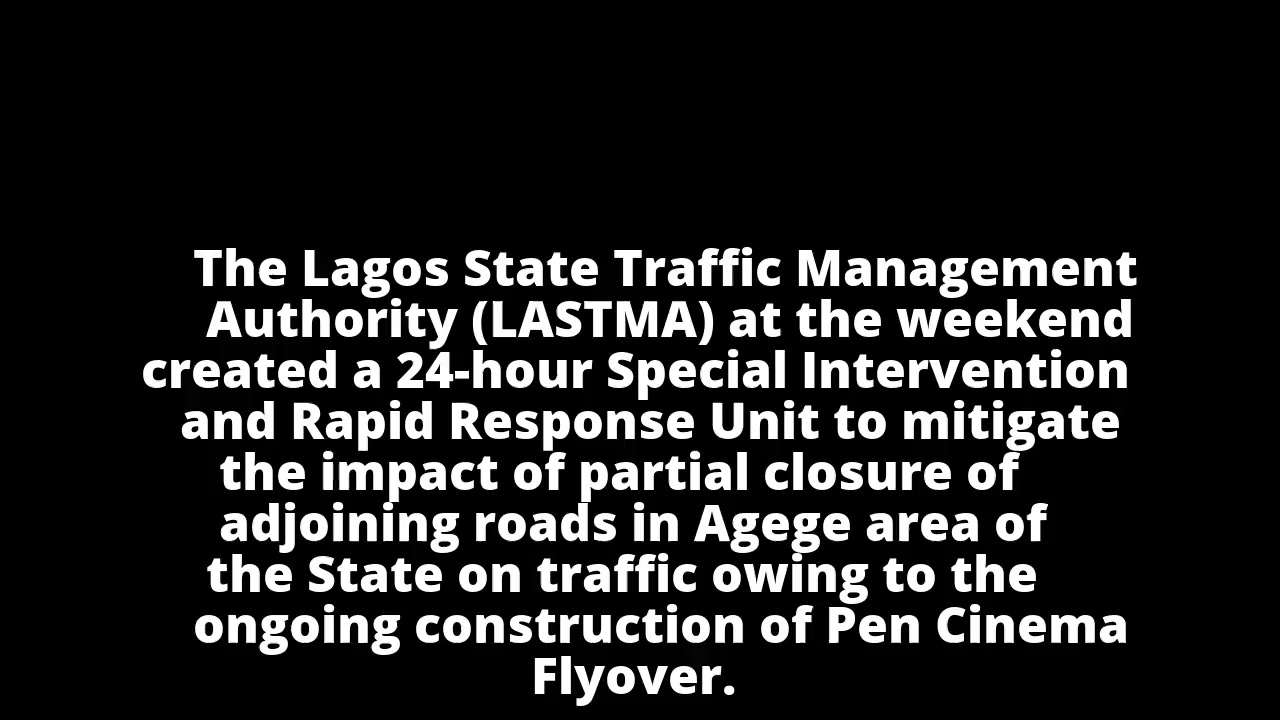 The Lagos State Traffic Management
Authority (LASTMA) at the weekend
created a 24-hour Special Intervention
and Rapid Response Unit to mitigate
the impact of partial closure of
adjoining roads in Agege area of
the State on traffic owing to the
ongoing construction of Pen Cinema
Flyover.